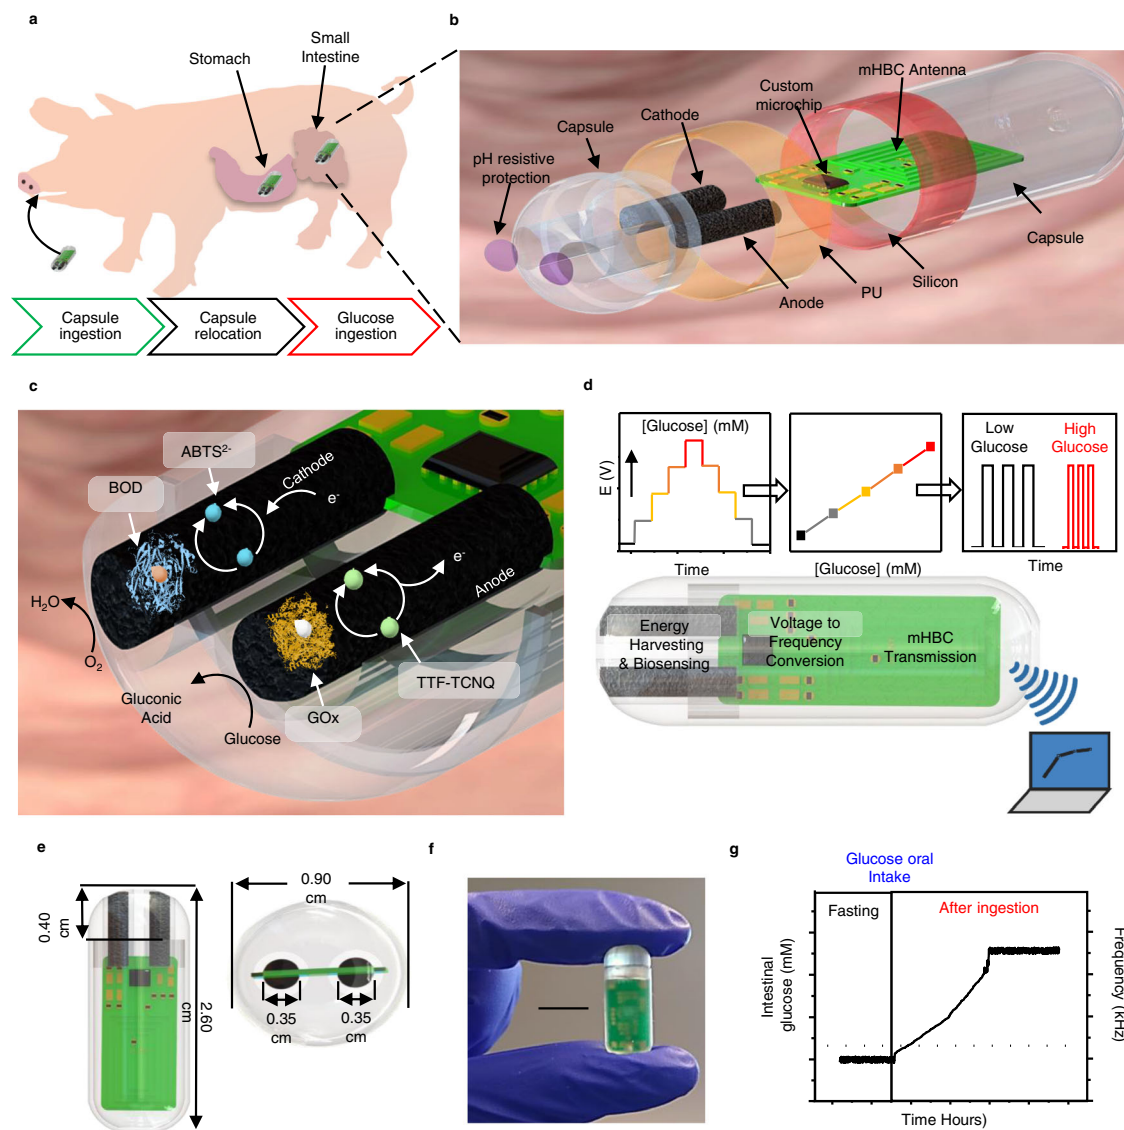 a
Stomach
Small
Intestine
Capsule
ingestion
Capsule
relocation
Glucose
ingestion
b
pH resistive
protection
Capsule
Cathode
Custom
microchip
mHBC Antenna
Anode
PU
Silicon
Capsule
c
BOD
ABTS2-
Cathode
e-
e-
Anode
H2O
O2
Gluconic
Acid
Glucose
GOx
TTF-TCNQ
d
E (V)
[Glucose] (mM)
Time
[Glucose] (mM)
Low
Glucose
High
Glucose
Time
Energy
Harvesting
& Biosensing
Voltage to
Frequency
Conversion
mHBC
Transmission
e
0.40
cm
2.60
cm
0.90
cm
0.35
cm
0.35
cm
f
g
Glucose oral
Intake
Fasting
After ingestion
Intestinal
glucose (mM)
Frequency (kHz)
Time Hours)